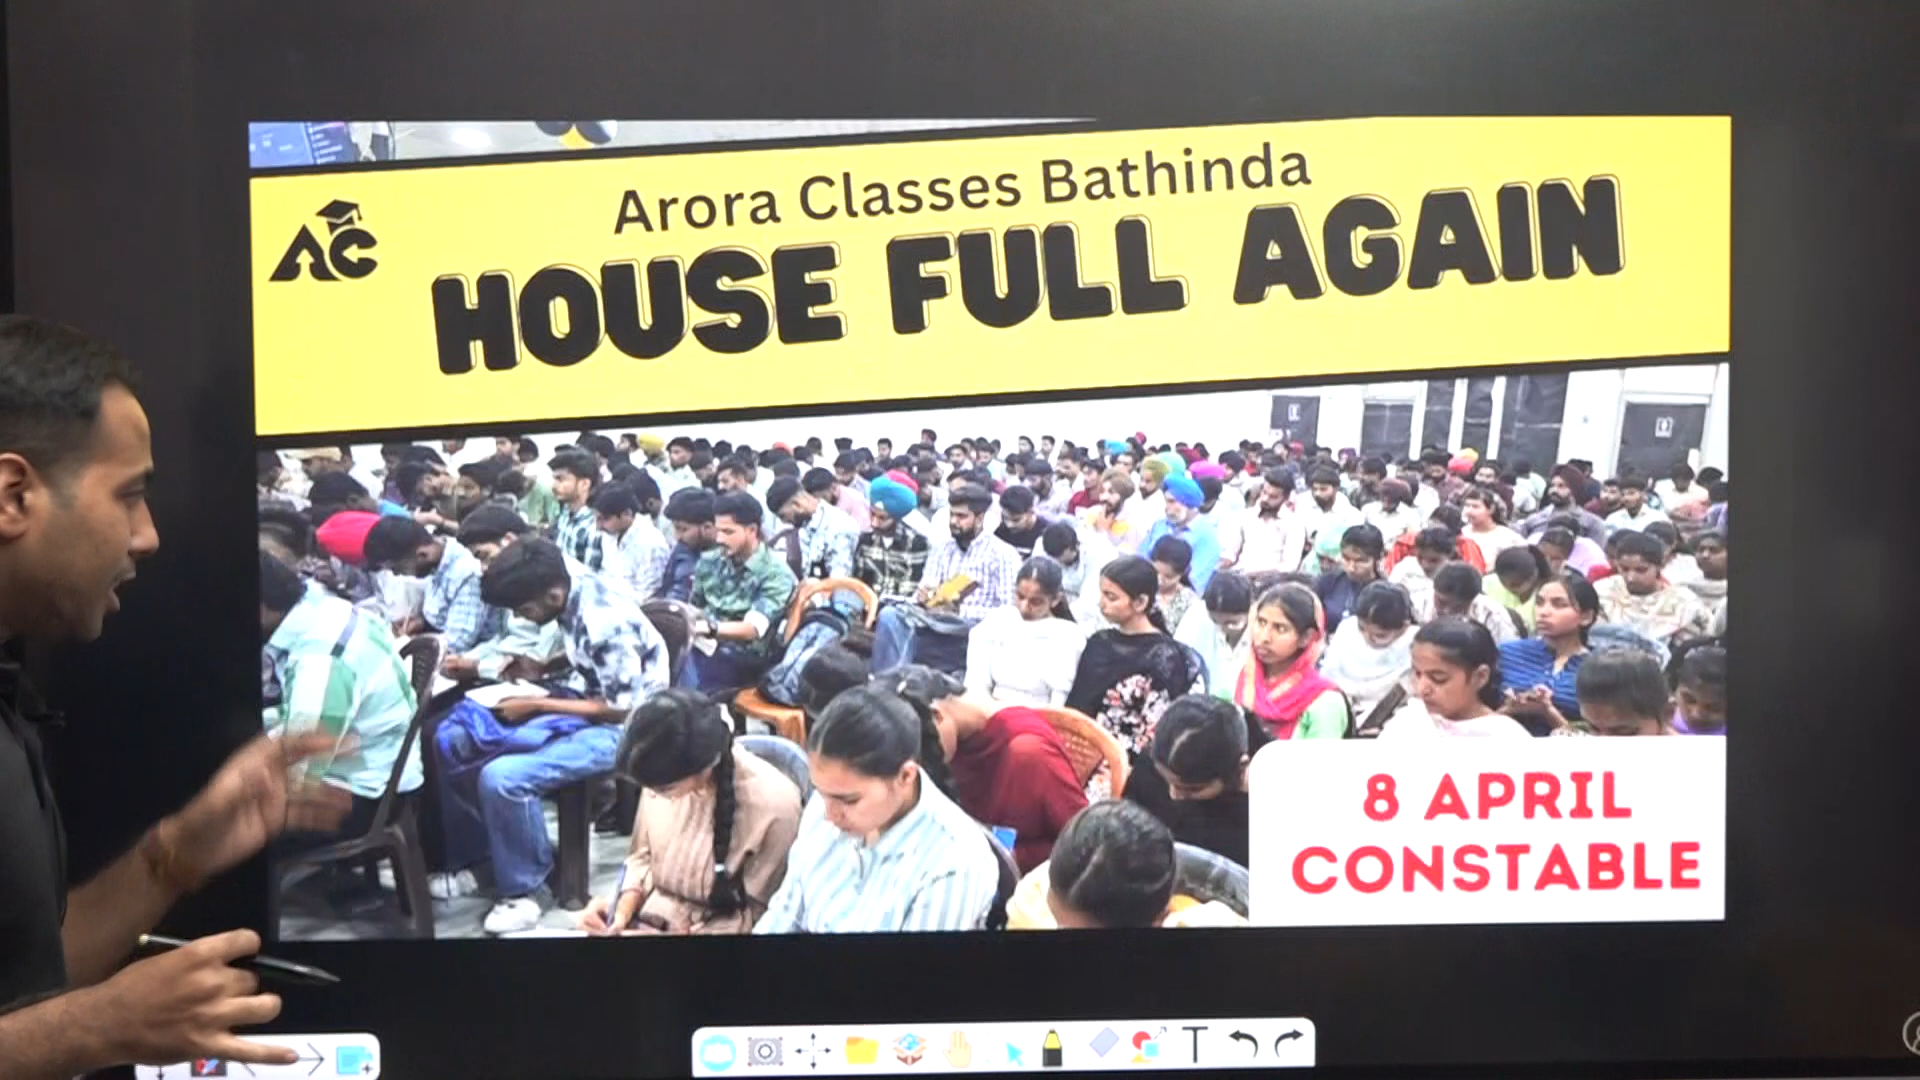 AC
Arora Classes Bathinda
HOUSE FULL AGAIN
8 APRIL
CONSTABLE
T